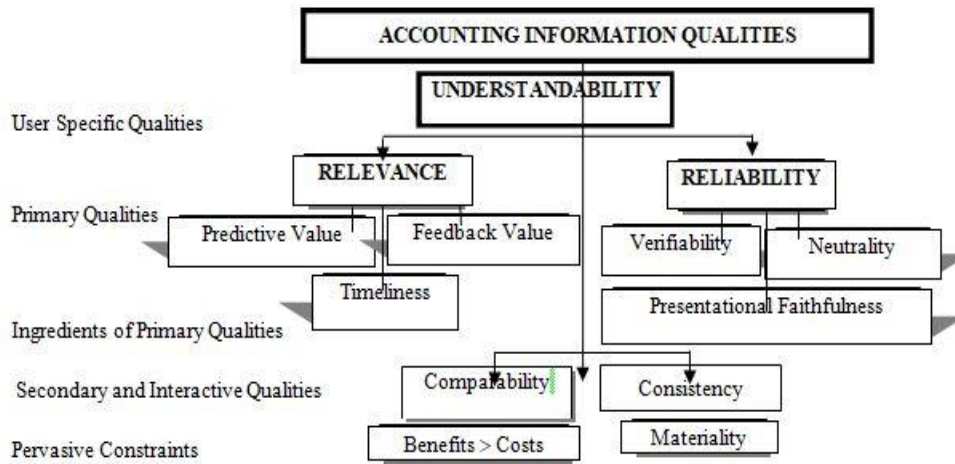 ACCOUNTING INFORMATION QUALITIES
UNDERSTANDABILITY
User Specific Qualities
RELEVANCE
RELIABILITY
Primary Qualities
Predictive Value
Feedback Value
Verifiability
Neutrality
Timeliness
Presentational Faithfulness
Ingredients of Primary Qualities
Secondary and Interactive Qualities
Comparability
Consistency
Pervasive Constraints
Benefits > Costs
Materiality